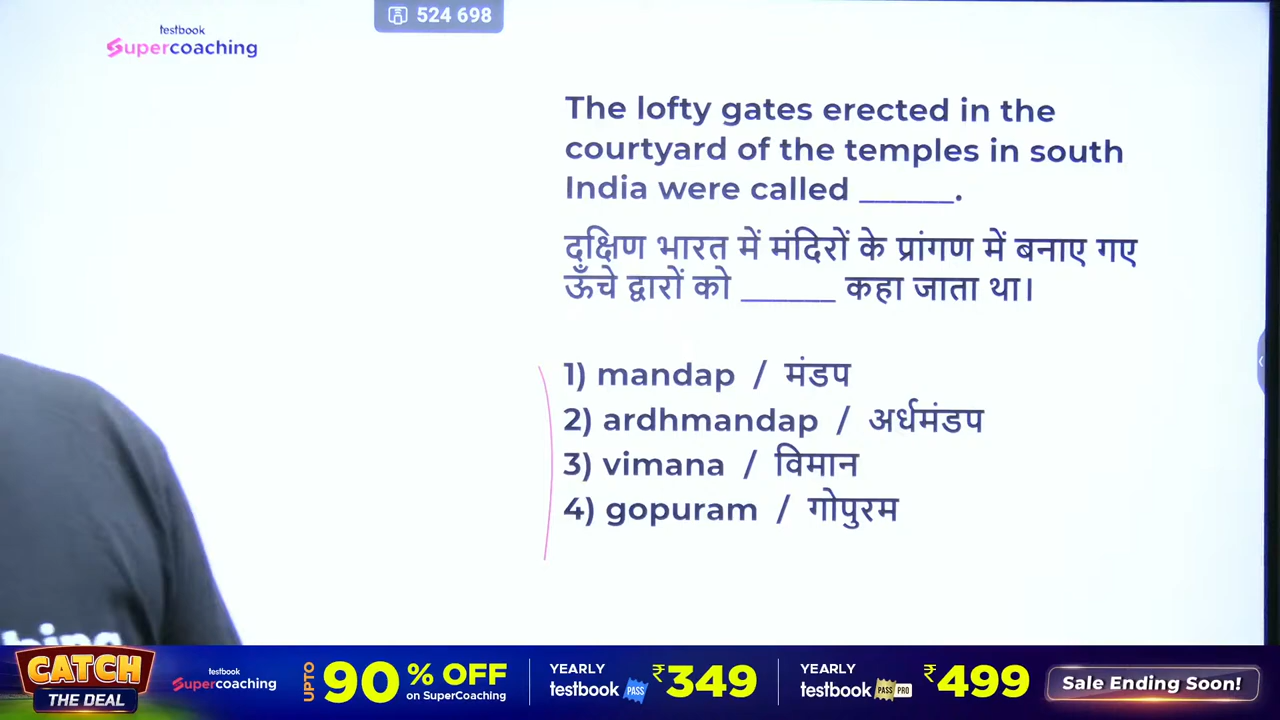 testbook
Supercoaching
524 698
The lofty gates erected in the
courtyard of the temples in south
India were called ______.
दक्षिण भारत में मंदिरों के प्रांगण में बनाए गए
ऊँचे द्वारों को ______ कहा जाता था।
1) mandap / मंडप
2) ardhmandap / अर्धमंडप
3) vimana / विमान
4) gopuram / गोपुरम
CATCH
THE DEAL
testbook
Supercoaching
UPTO 90 % OFF
on SuperCoaching
YEARLY
testbook PASS
₹349
YEARLY
testbook PASS PRO
₹499
Sale Ending Soon!